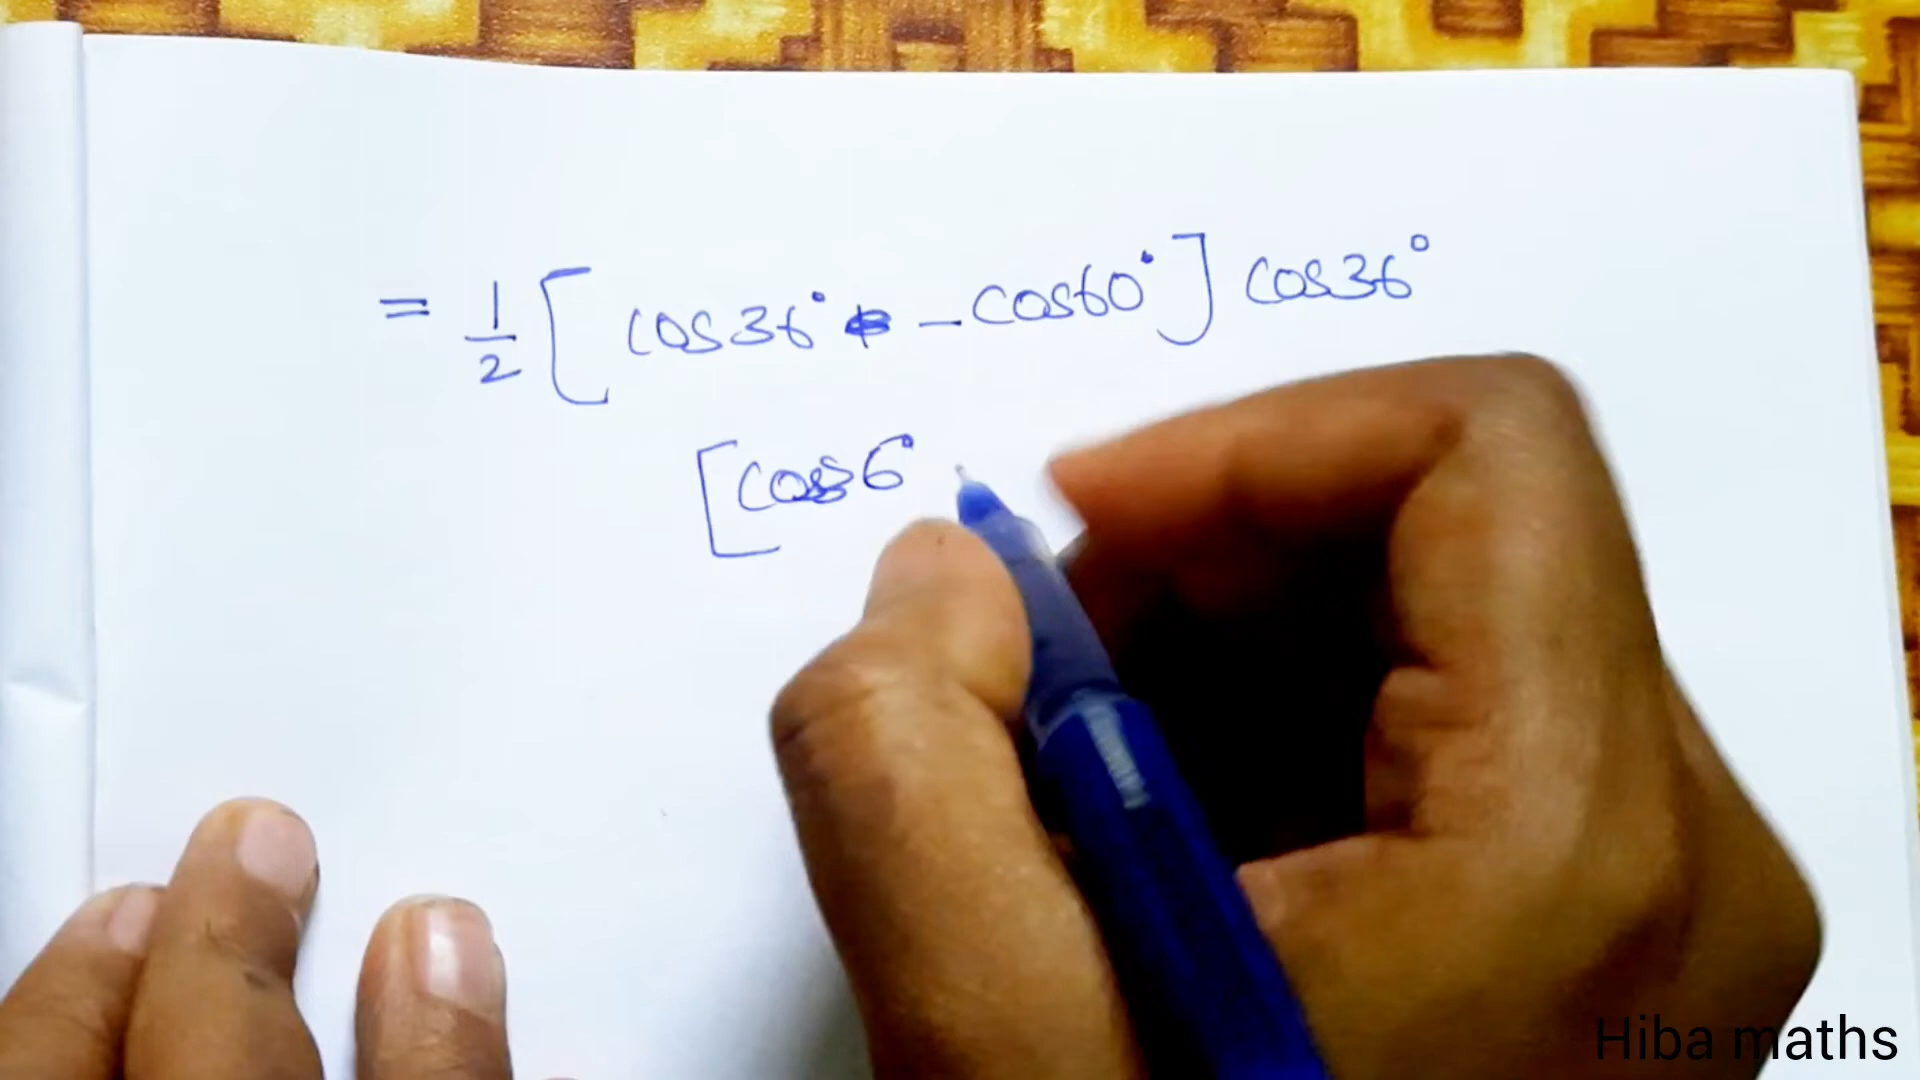 = 1/2 [ cos36° - cos60° ] cos36°
[ cos6°
Hiba maths